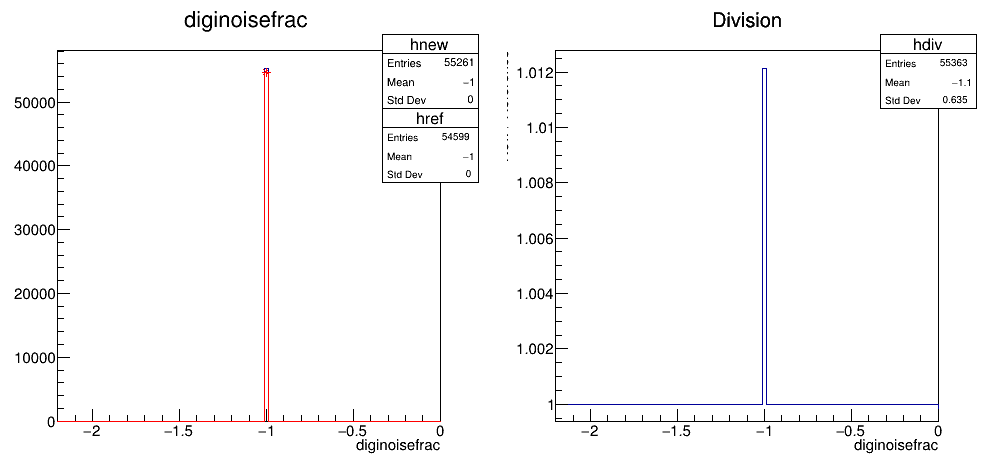 diginoisefrac
hnew
Entries 55261
Mean −1
Std Dev 0
href
Entries 54599
Mean −1
Std Dev 0
50000
40000
30000
20000
10000
0
−2 −1.5 −1 −0.5 0
diginoisefrac
Division
hdiv
Entries 55363
Mean −1.1
Std Dev 0.635
1.012
1.01
1.008
1.006
1.004
1.002
1
−2 −1.5 −1 −0.5 0
diginoisefrac